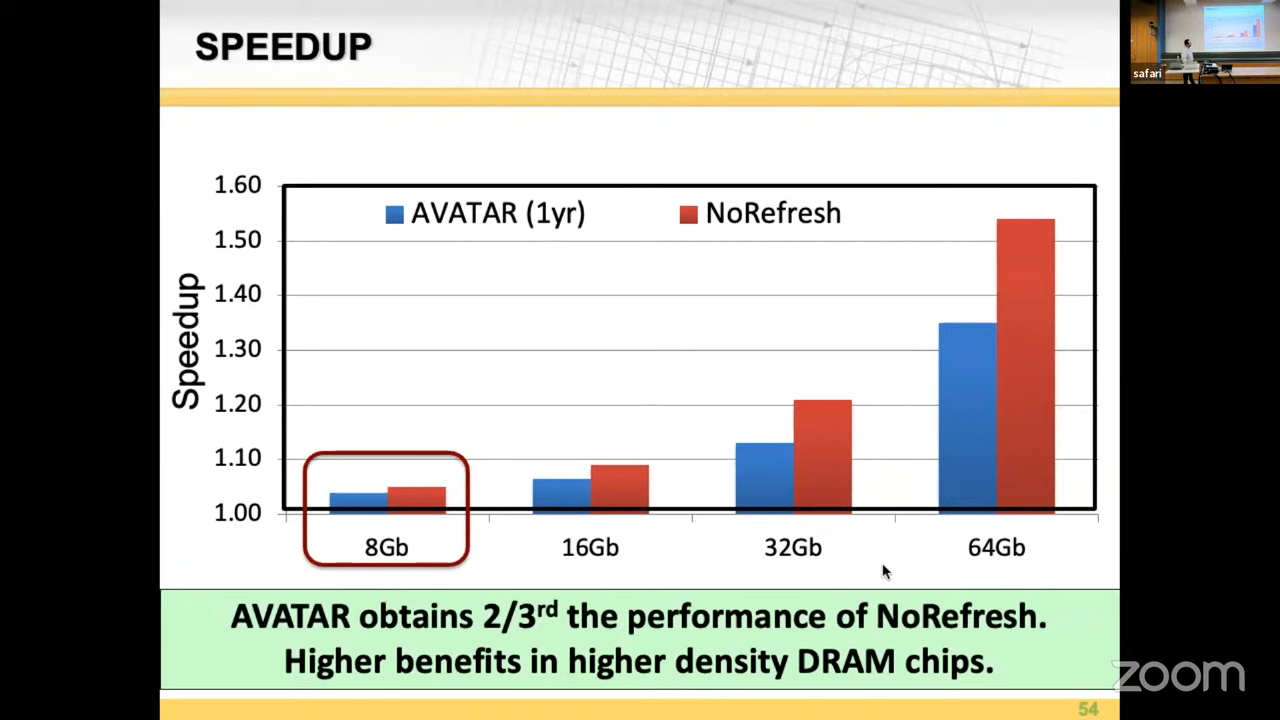 SPEEDUP
safari
1.60
1.50
1.40
1.30
1.20
1.10
1.00
Speedup
AVATAR (1yr)
NoRefresh
8Gb
16Gb
32Gb
64Gb
AVATAR obtains 2/3rd the performance of NoRefresh.
Higher benefits in higher density DRAM chips.
zoom
54